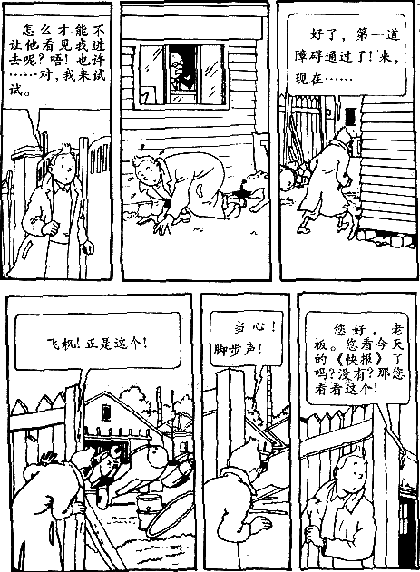 怎么才能不
让他看见我进
去呢？唔！也许
……对，我来试
试。
好了，第一道
障碍通过了！来，
现在……
飞机！正是这个！
当心！
脚步声！
您好，老
板。您看今天
的《快报》了
吗？没有？那您
看看这个！